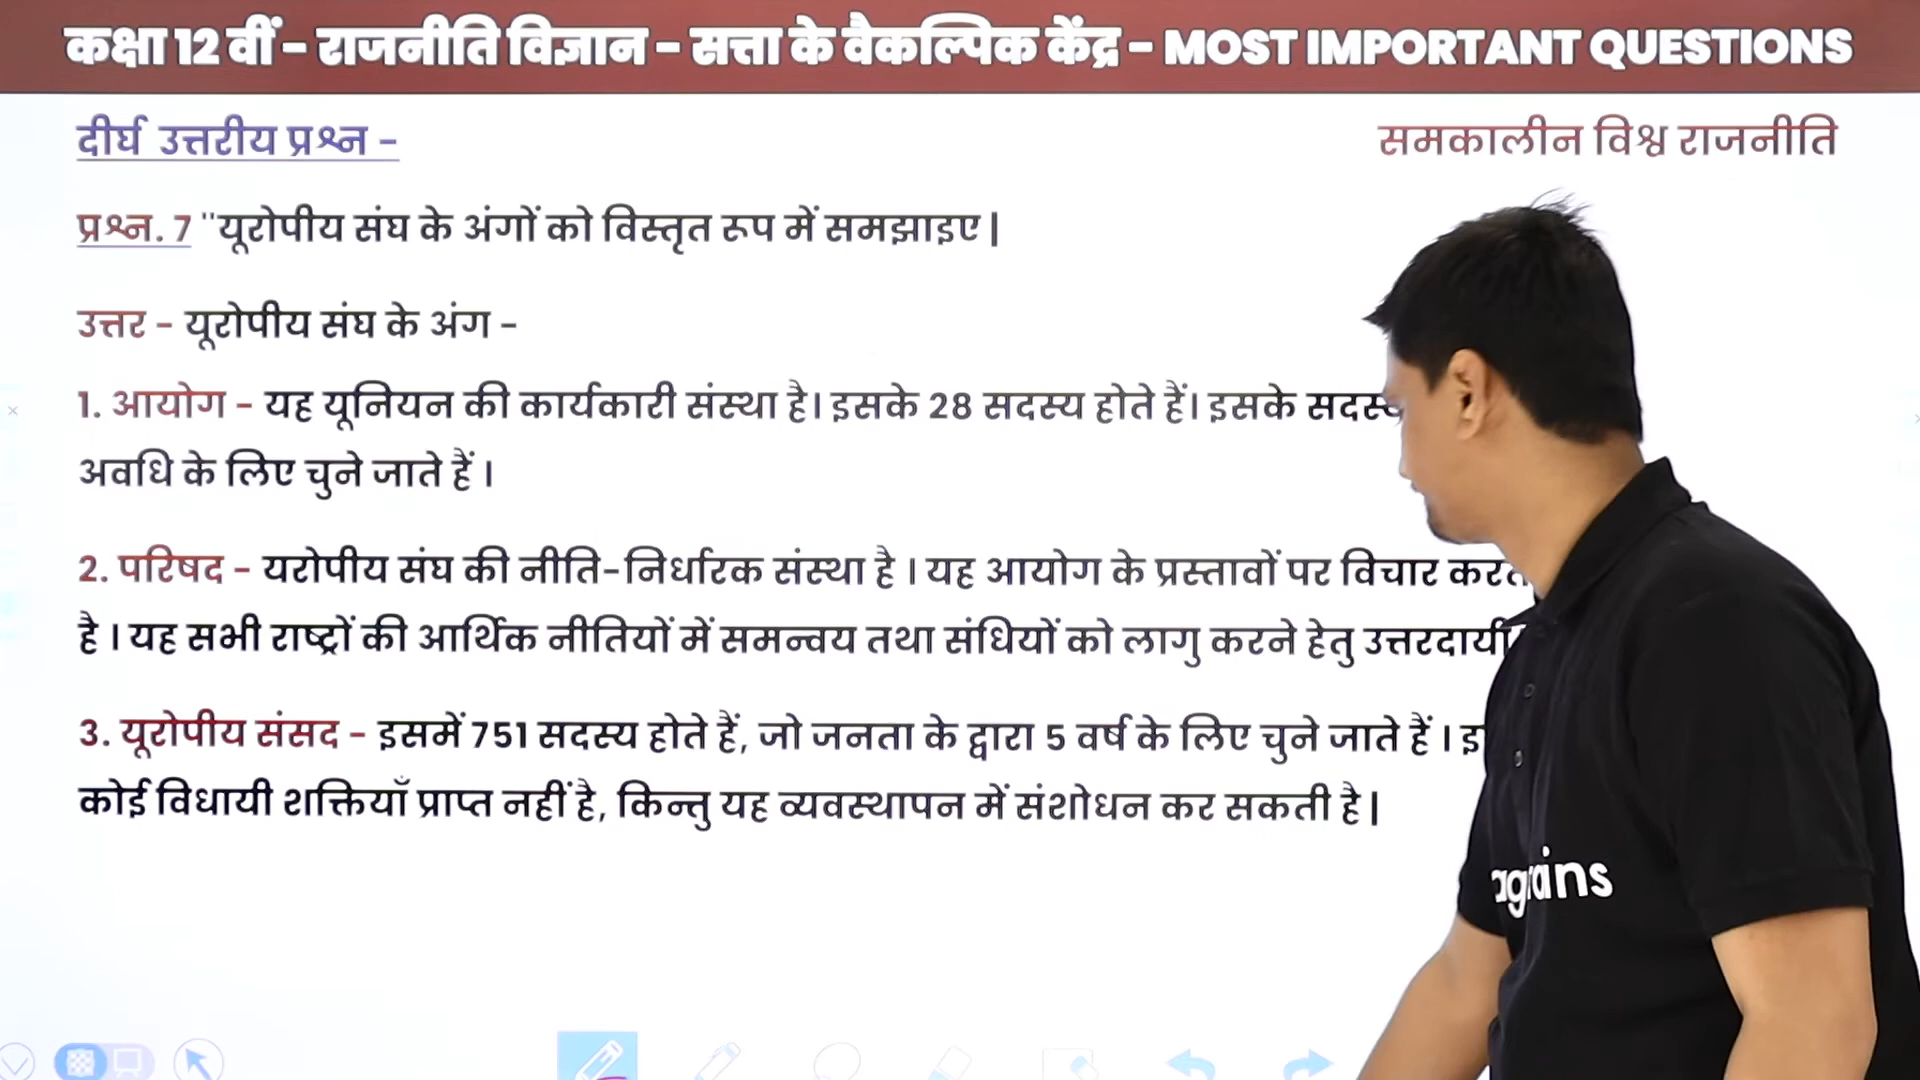 कक्षा 12 वीं - राजनीति विज्ञान - सत्ता के वैकल्पिक केंद्र - MOST IMPORTANT QUESTIONS
दीर्घ उत्तरीय प्रश्न -
समकालीन विश्व राजनीति
प्रश्न. 7 "यूरोपीय संघ के अंगों को विस्तृत रूप में समझाइए |
उत्तर - यूरोपीय संघ के अंग -
1. आयोग - यह यूनियन की कार्यकारी संस्था है। इसके 28 सदस्य होते हैं। इसके
अवधि के लिए चुने जाते हैं ।
2. परिषद - यरोपीय संघ की नीति-निर्धारक संस्था है । यह आयोग के प्रस्तावों पर विचार
है । यह सभी राष्ट्रों की आर्थिक नीतियों में समन्वय तथा संधियों को लागु करने हेतु उत्तरदायी
3. यूरोपीय संसद - इसमें 751 सदस्य होते हैं, जो जनता के द्वारा 5 वर्ष के लिए चुने जाते हैं ।
कोई विधायी शक्तियाँ प्राप्त नहीं है, किन्तु यह व्यवस्थापन में संशोधन कर सकती है |